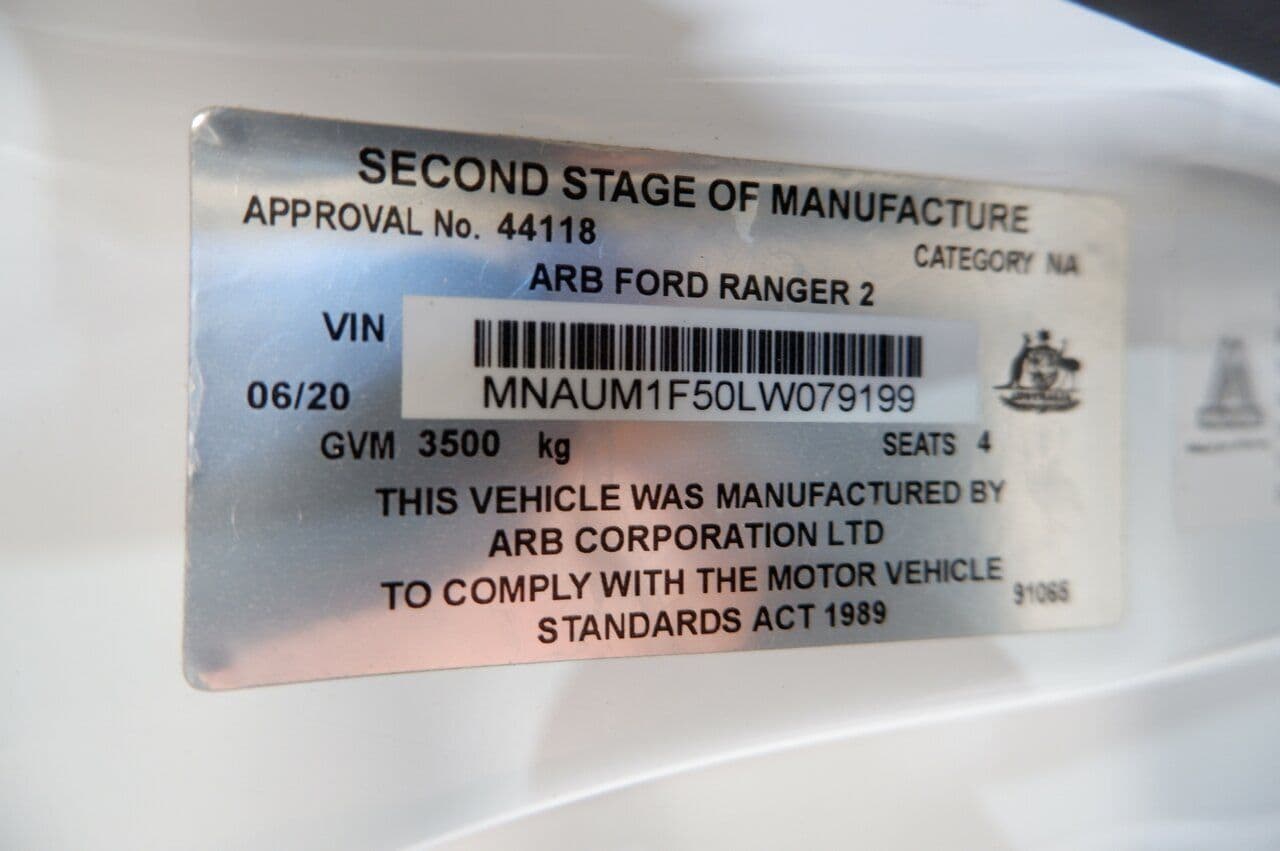 SECOND STAGE OF MANUFACTURE
APPROVAL No. 44118
CATEGORY NA
ARB FORD RANGER 2
VIN
MNAUM1F50LW079199
06/20
GVM 3500 kg
SEATS 4
THIS VEHICLE WAS MANUFACTURED BY
ARB CORPORATION LTD
TO COMPLY WITH THE MOTOR VEHICLE
STANDARDS ACT 1989
91065